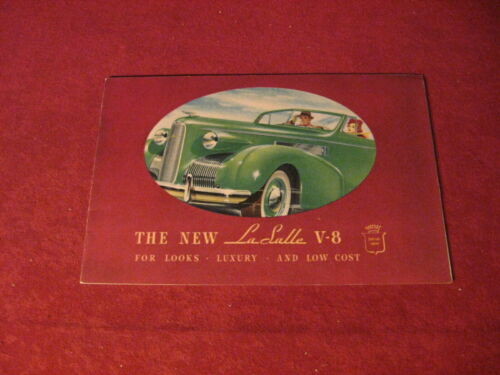 THE NEW LaSalle V-8
FOR LOOKS · LUXURY · AND LOW COST